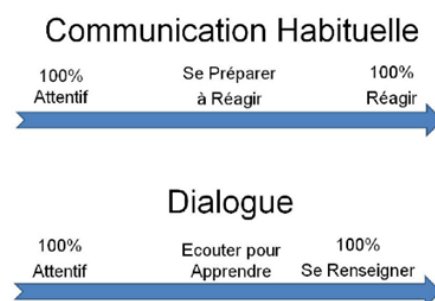 Communication Habituelle
100% Se Préparer 100%
Attentif à Réagir Réagir
Dialogue
100% Ecouter pour 100%
Attentif Apprendre Se Renseigner